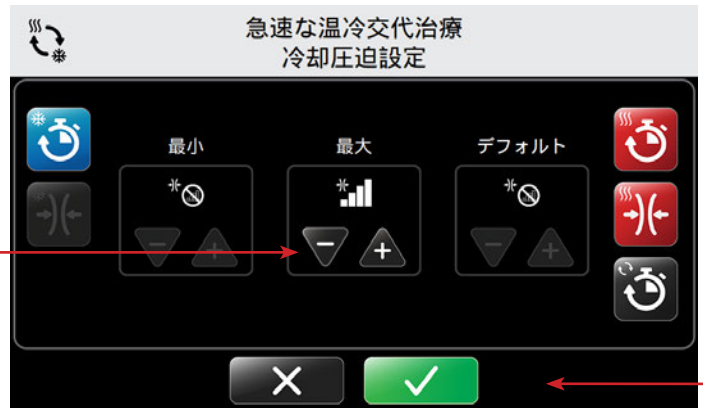 急速な温冷交代治療
冷却圧迫設定
最小
最大
デフォルト